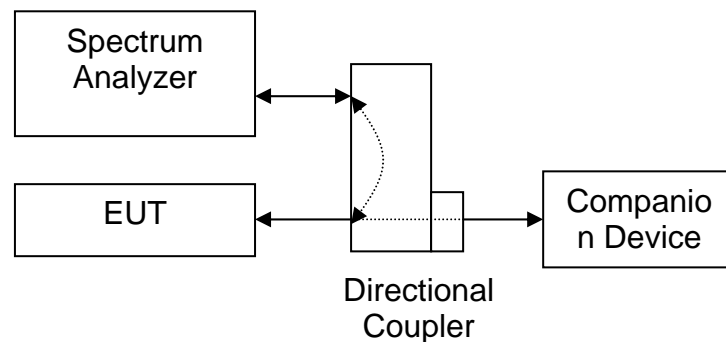 Spectrum
Analyzer
EUT
Companio
n Device
Directional
Coupler